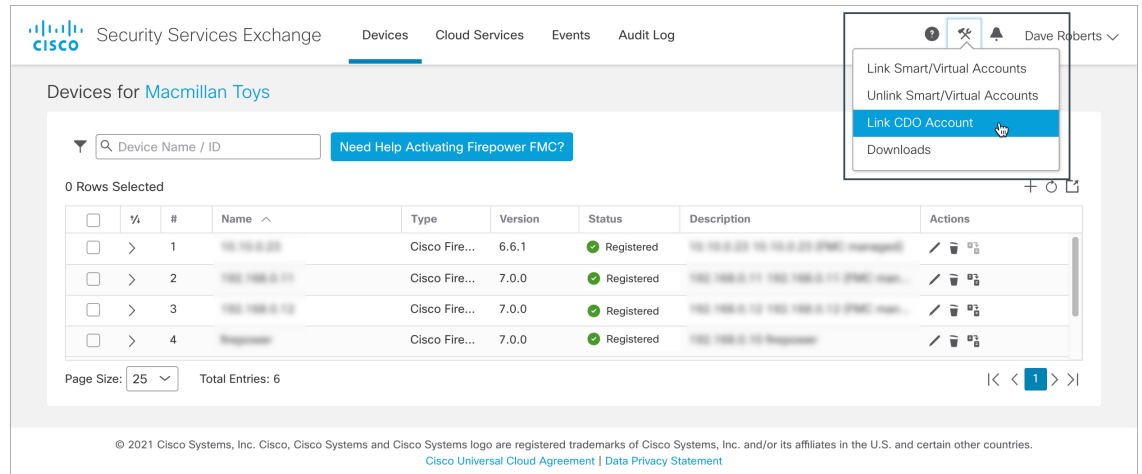 CISCO Security Services Exchange Devices Cloud Services Events Audit Log Dave Roberts
Link Smart/Virtual Accounts
Unlink Smart/Virtual Accounts
Link CDO Account
Downloads
Devices for Macmillan Toys
Device Name / ID Need Help Activating Firepower FMC?
0 Rows Selected
# Name Type Version Status Description Actions
1 Cisco Fire... 6.6.1 Registered
2 Cisco Fire... 7.0.0 Registered
3 Cisco Fire... 7.0.0 Registered
4 Cisco Fire... 7.0.0 Registered
Page Size: 25 Total Entries: 6 1
© 2021 Cisco Systems, Inc. Cisco, Cisco Systems and Cisco Systems logo are registered trademarks of Cisco Systems, Inc. and/or its affiliates in the U.S. and certain other countries.
Cisco Universal Cloud Agreement | Data Privacy Statement